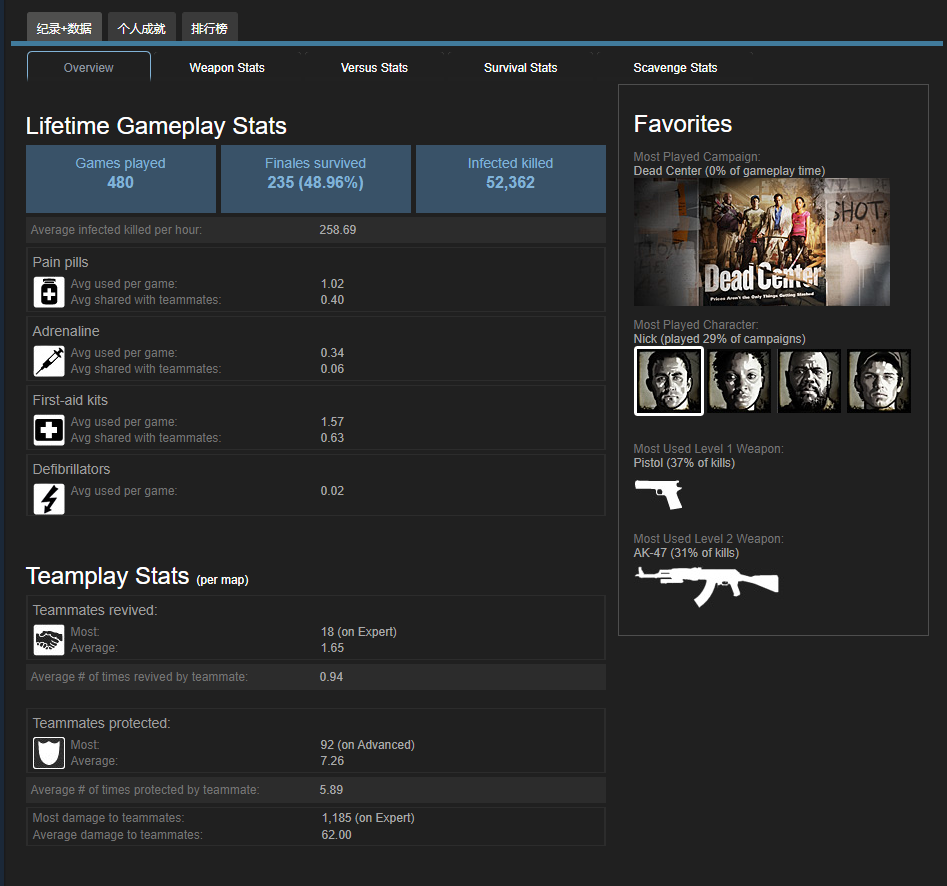 纪录+数据
个人成就
排行榜
Overview
Weapon Stats
Versus Stats
Survival Stats
Scavenge Stats
Lifetime Gameplay Stats
Games played
480
Finales survived
235 (48.96%)
Infected killed
52,362
Average infected killed per hour: 258.69
Pain pills
Avg used per game: 1.02
Avg shared with teammates: 0.40
Adrenaline
Avg used per game: 0.34
Avg shared with teammates: 0.06
First-aid kits
Avg used per game: 1.57
Avg shared with teammates: 0.63
Defibrillators
Avg used per game: 0.02
Teamplay Stats (per map)
Teammates revived:
Most: 18 (on Expert)
Average: 1.65
Average # of times revived by teammate: 0.94
Teammates protected:
Most: 92 (on Advanced)
Average: 7.26
Average # of times protected by teammate: 5.89
Most damage to teammates: 1,185 (on Expert)
Average damage to teammates: 62.00
Favorites
Most Played Campaign:
Dead Center (0% of gameplay time)
SHOT
Dead Center
Prices Aren't the Only Things Getting Slashed
Most Played Character:
Nick (played 29% of campaigns)
Most Used Level 1 Weapon:
Pistol (37% of kills)
Most Used Level 2 Weapon:
AK-47 (31% of kills)